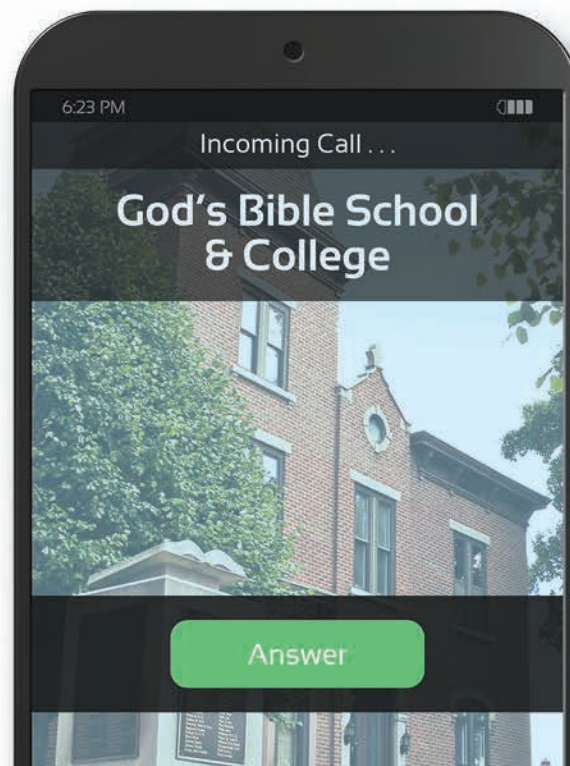 6:23 PM
Incoming Call . . .
God's Bible School
& College
Answer